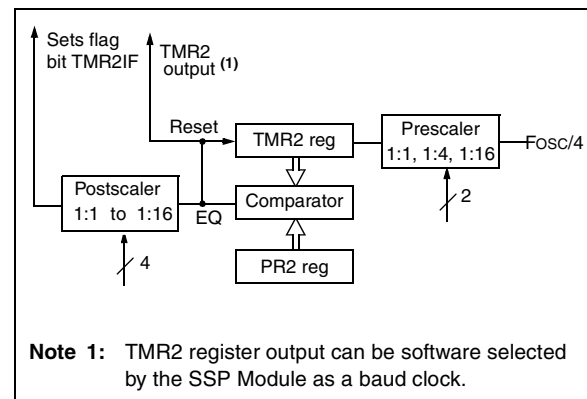 Sets flag
bit TMR2IF
TMR2
output (1)
Reset
TMR2 reg
Prescaler
1:1, 1:4, 1:16
FOSC/4
2
Postscaler
1:1 to 1:16
EQ
Comparator
4
PR2 reg
Note 1: TMR2 register output can be software selected
by the SSP Module as a baud clock.